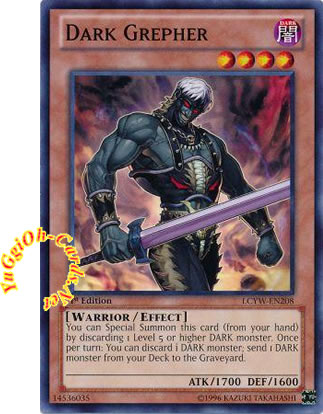 DARK GREPHER
DARK
闇
YuGgiOh-Cards.Net
1st Edition
LCYW-EN208
[WARRIOR / EFFECT]
You can Special Summon this card (from your hand)
by discarding 1 Level 5 or higher DARK monster. Once
per turn: You can discard 1 DARK monster; send 1 DARK
monster from your Deck to the Graveyard.
ATK/1700 DEF/1600
14536035
©1996 KAZUKI TAKAHASHI